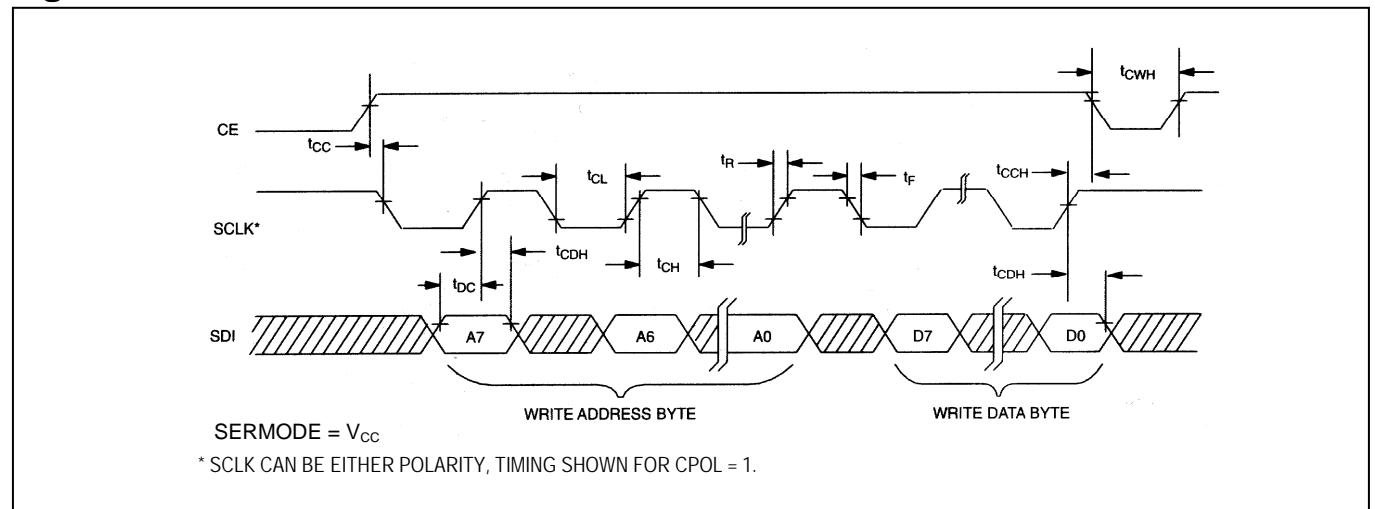 tCWH
CE
tCC
tR
tCL
tF
tCCH
SCLK*
tCDH
tCH
tCDH
tDC
SDI
A7
A6
A0
D7
D0
WRITE ADDRESS BYTE
WRITE DATA BYTE
SERMODE = VCC
* SCLK CAN BE EITHER POLARITY, TIMING SHOWN FOR CPOL = 1.